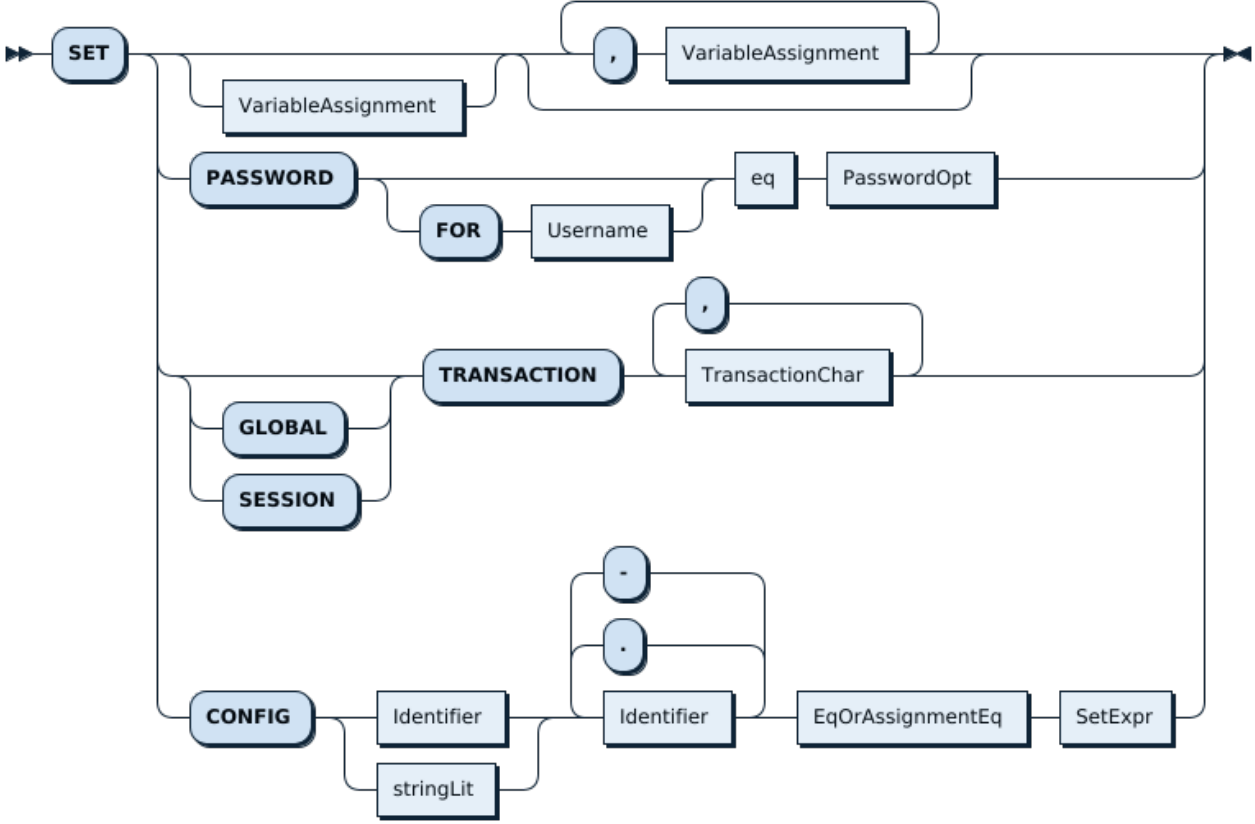 SET , VariableAssignment
VariableAssignment
PASSWORD eq PasswordOpt
FOR Username
,
TRANSACTION TransactionChar
GLOBAL
SESSION
-
.
CONFIG Identifier Identifier EqOrAssignmentEq SetExpr
stringLit